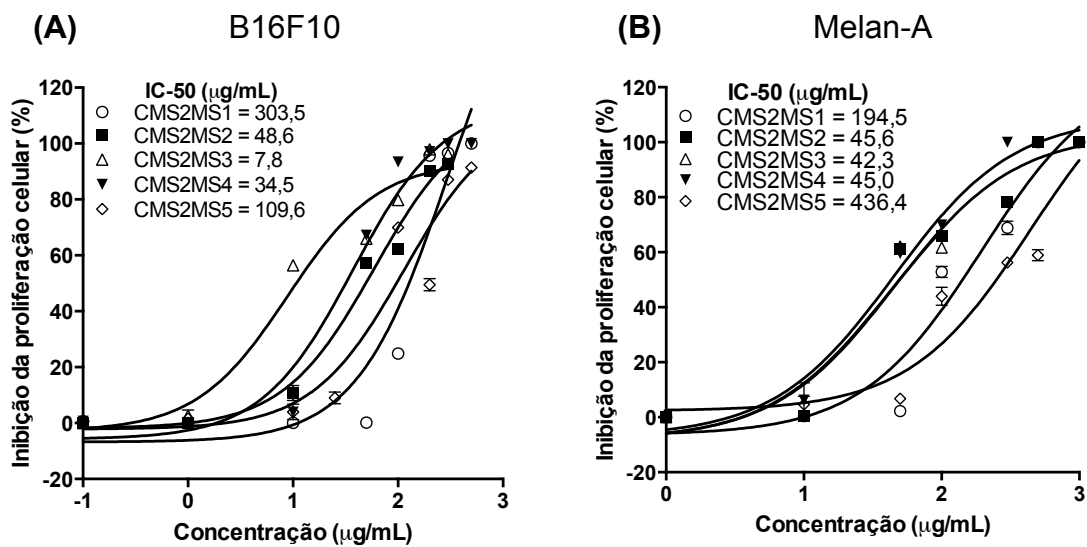 (A) B16F10
Inibição da proliferação celular (%)
120
100
80
60
40
20
0
-20
IC-50 (µg/mL)
CMS2MS1 = 303,5
CMS2MS2 = 48,6
CMS2MS3 = 7,8
CMS2MS4 = 34,5
CMS2MS5 = 109,6
-1 0 1 2 3
Concentração (µg/mL)
(B) Melan-A
Inibição da proliferação celular (%)
120
100
80
60
40
20
0
-20
IC-50 (µg/mL)
CMS2MS1 = 194,5
CMS2MS2 = 45,6
CMS2MS3 = 42,3
CMS2MS4 = 45,0
CMS2MS5 = 436,4
0 1 2 3
Concentração (µg/mL)